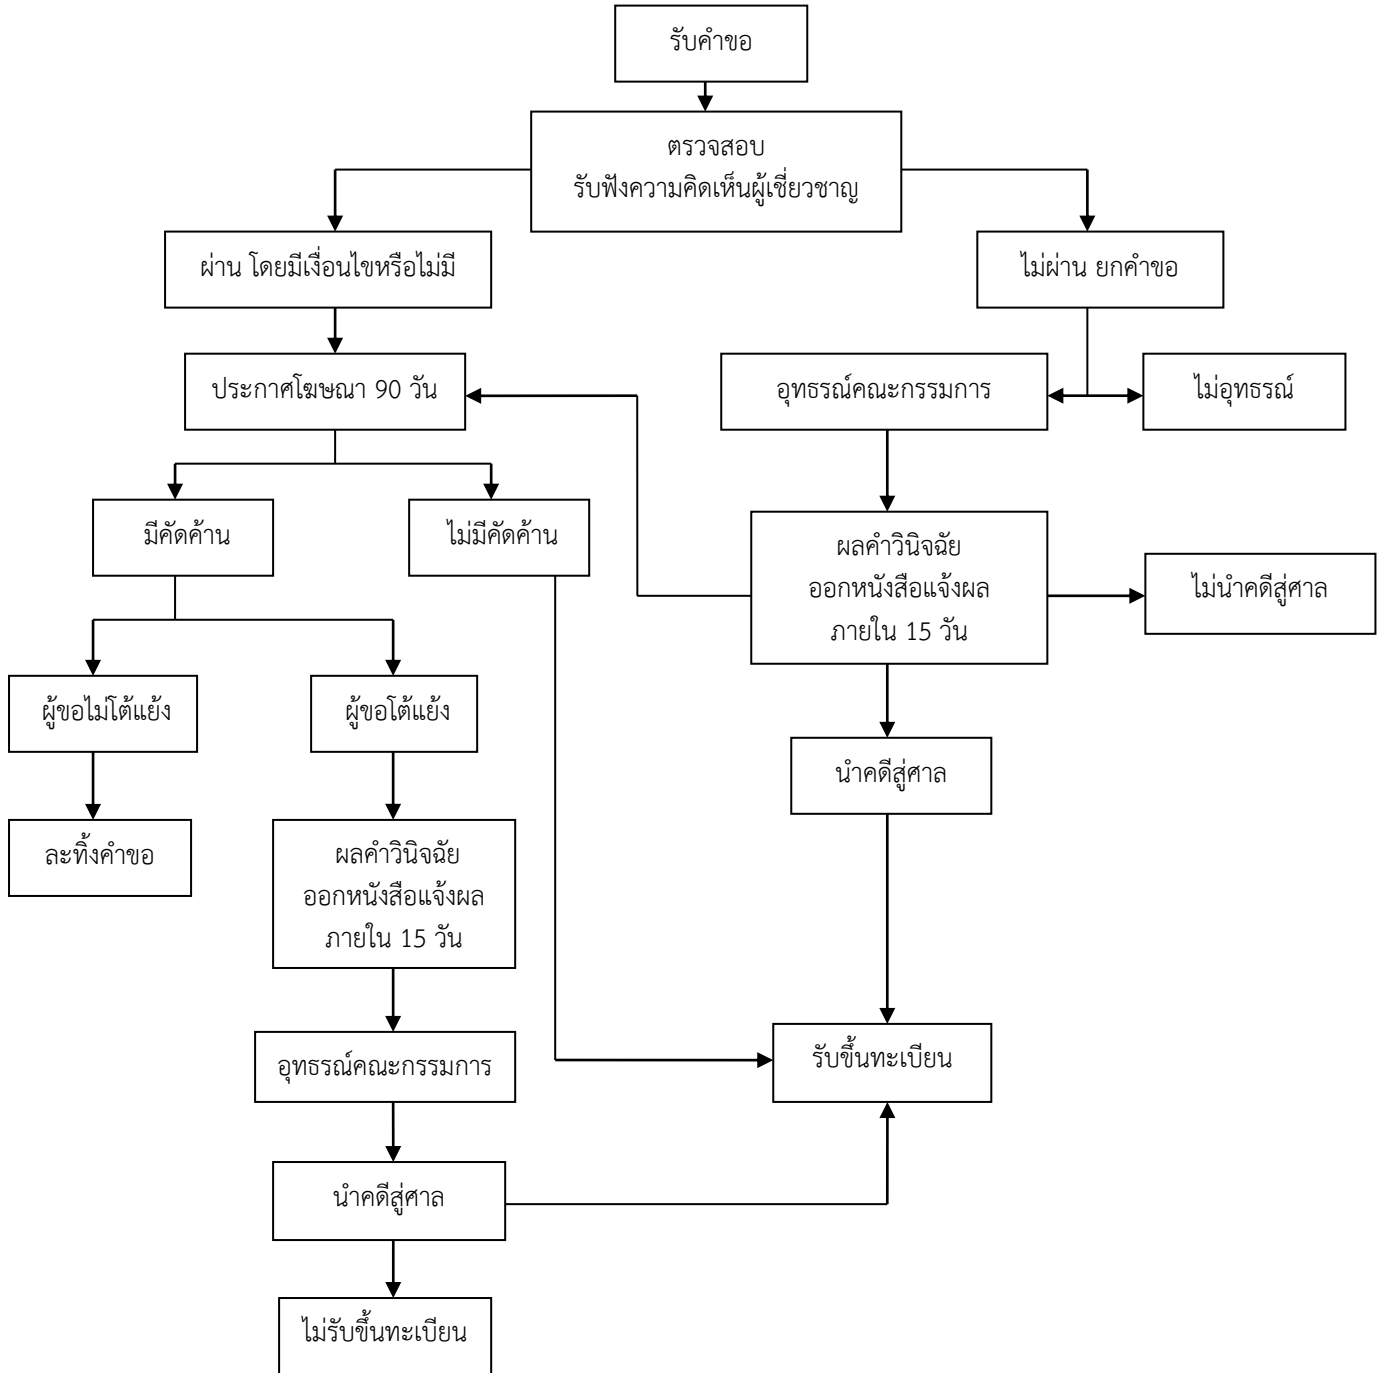 รับคำขอ
ตรวจสอบ
รับฟังความคิดเห็นผู้เชี่ยวชาญ
ผ่าน โดยมีเงื่อนไขหรือไม่มี
ไม่ผ่าน ยกคำขอ
ประกาศโฆษณา 90 วัน
อุทธรณ์คณะกรรมการ
ไม่อุทธรณ์
มีคัดค้าน
ไม่มีคัดค้าน
ผลคำวินิจฉัย
ออกหนังสือแจ้งผล
ภายใน 15 วัน
ไม่นำคดีสู่ศาล
ผู้ขอไม่โต้แย้ง
ผู้ขอโต้แย้ง
นำคดีสู่ศาล
ละทิ้งคำขอ
ผลคำวินิจฉัย
ออกหนังสือแจ้งผล
ภายใน 15 วัน
อุทธรณ์คณะกรรมการ
รับขึ้นทะเบียน
นำคดีสู่ศาล
ไม่รับขึ้นทะเบียน